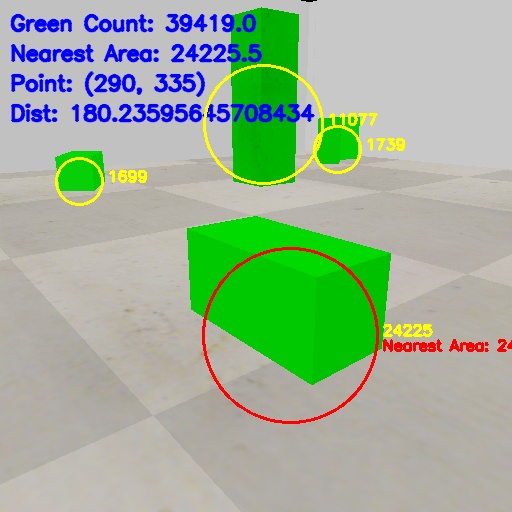 Green Count: 39419.0
Nearest Area: 24225.5
Point: (290, 335)
Dist: 180.23595645708434
11077
1739
1699
24225
Nearest Area: 24